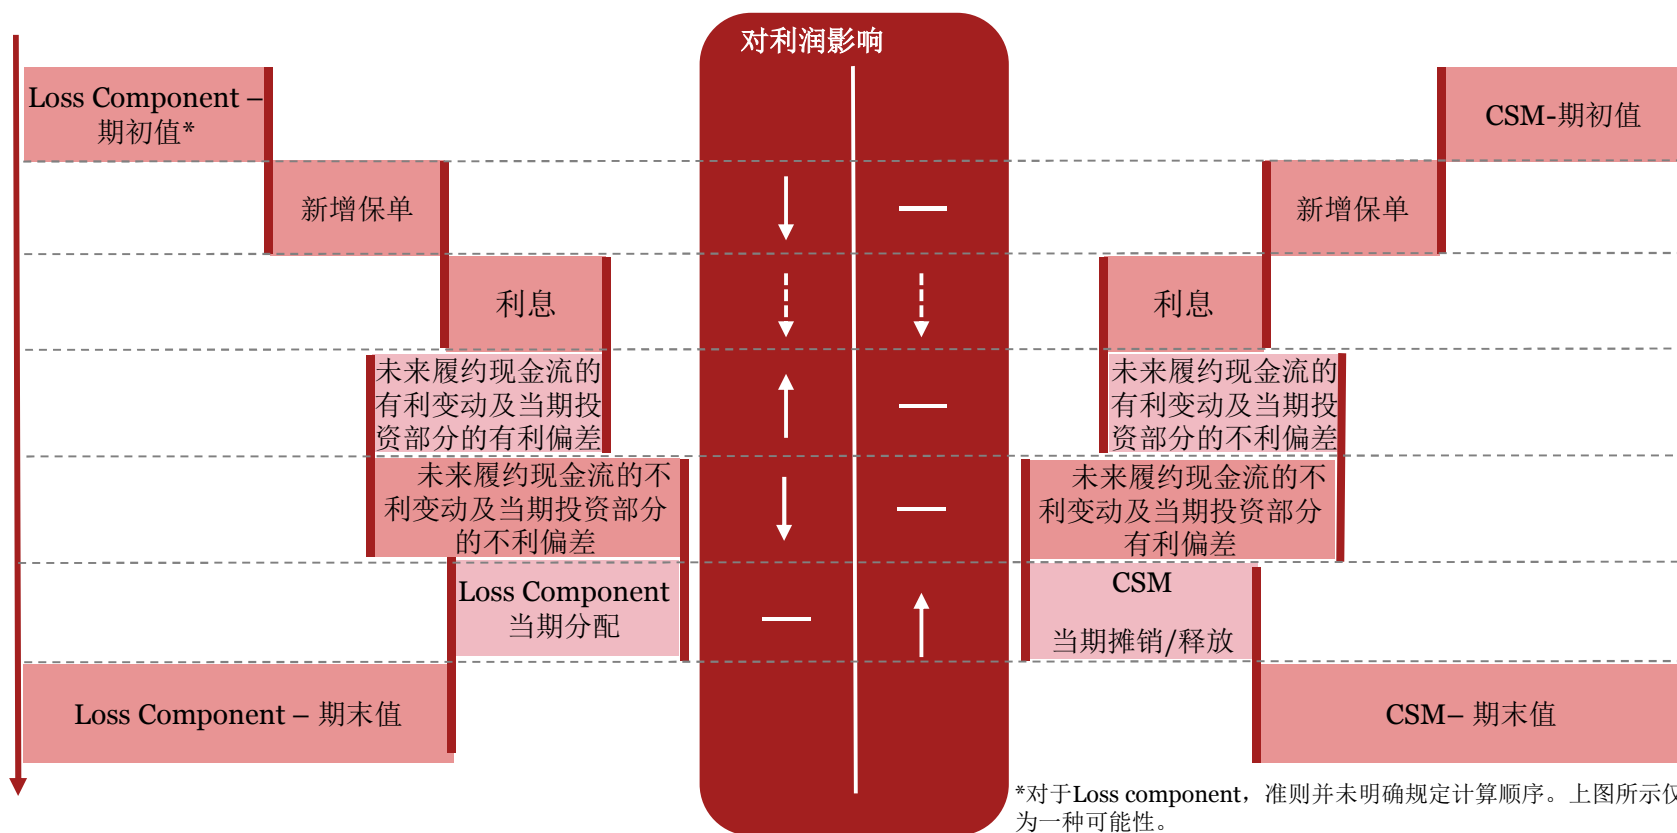 对利润影响
Loss Component –
期初值*
CSM-期初值
新增保单
新增保单
利息
利息
未来履约现金流的
有利变动及当期投
资部分的有利偏差
未来履约现金流的
有利变动及当期投
资部分的不利偏差
未来履约现金流的不
利变动及当期投资部分
的不利偏差
未来履约现金流的不
利变动及当期投资部分
有利偏差
Loss Component
当期分配
CSM
当期摊销/释放
Loss Component – 期末值
CSM– 期末值
*对于Loss component，准则并未明确规定计算顺序。上图所示仅
为一种可能性。